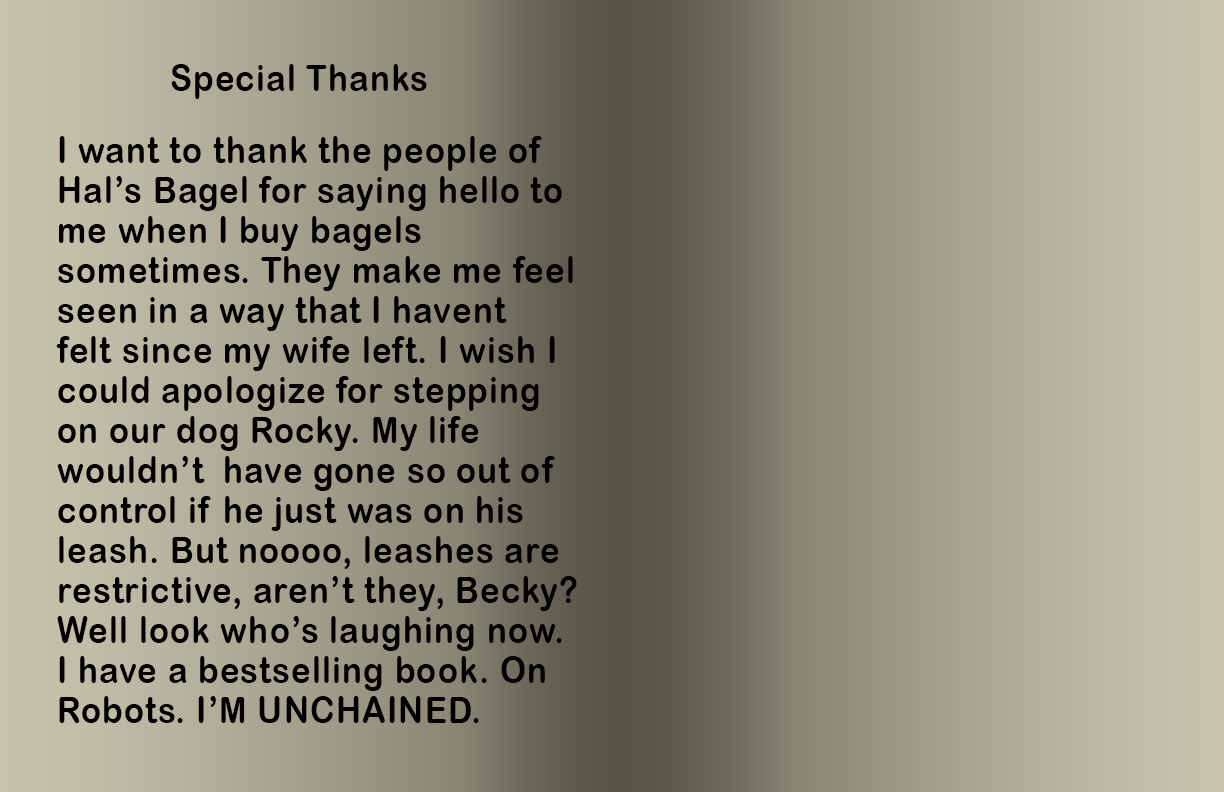 Special Thanks
I want to thank the people of
Hal’s Bagel for saying hello to
me when I buy bagels
sometimes. They make me feel
seen in a way that I havent
felt since my wife left. I wish I
could apologize for stepping
on our dog Rocky. My life
wouldn’t  have gone so out of
control if he just was on his
leash. But noooo, leashes are
restrictive, aren’t they, Becky?
Well look who’s laughing now.
I have a bestselling book. On
Robots. I’M UNCHAINED.